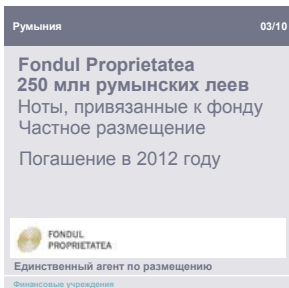 Румыния 03/10
Fondul Proprietatea
250 млн румынских леев
Ноты, привязанные к фонду
Частное размещение
Погашение в 2012 году
FONDUL
PROPRIETATEA
Единственный агент по размещению
Финансовые учреждения